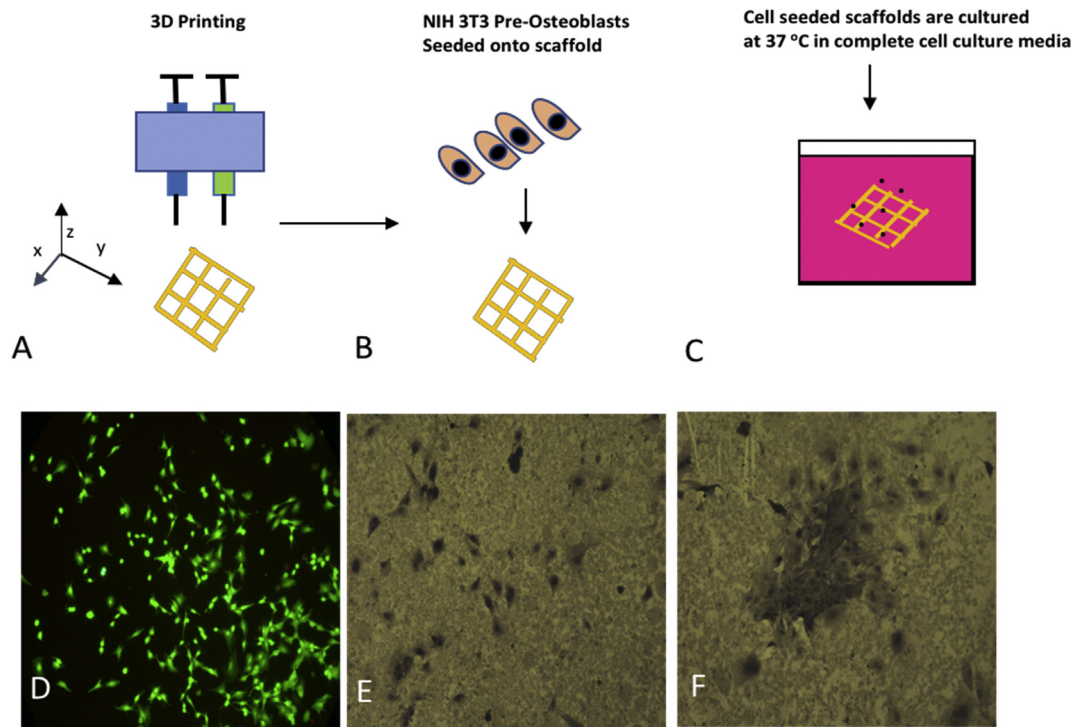 3D Printing
NIH 3T3 Pre-Osteoblasts
Seeded onto scaffold
Cell seeded scaffolds are cultured
at 37 °C in complete cell culture media
z
x
y
A
B
C
D
E
F